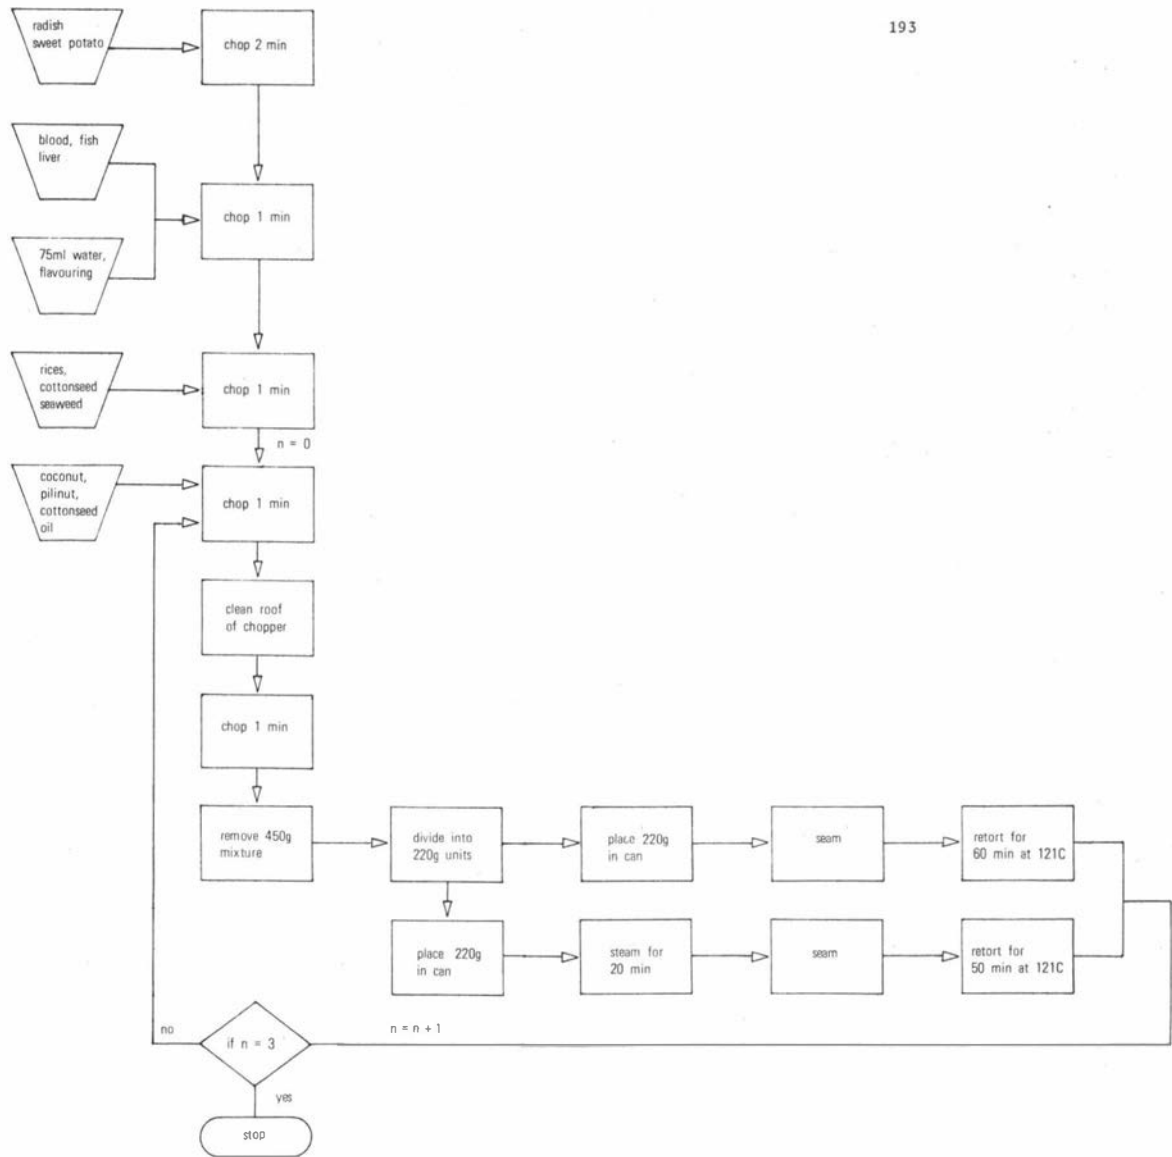 193
radish
sweet potato
chop 2 min
blood, fish
liver
chop 1 min
75ml water,
flavouring
rices,
cottonseed
seaweed
chop 1 min
n = 0
coconut,
pilinut,
cottonseed
oil
chop 1 min
clean roof
of chopper
chop 1 min
remove 450g
mixture
divide into
220g units
place 220g
in can
seam
retort for
60 min at 121C
place 220g
in can
steam for
20 min
seam
retort for
50 min at 121C
n = n + 1
no
if n = 3
yes
stop